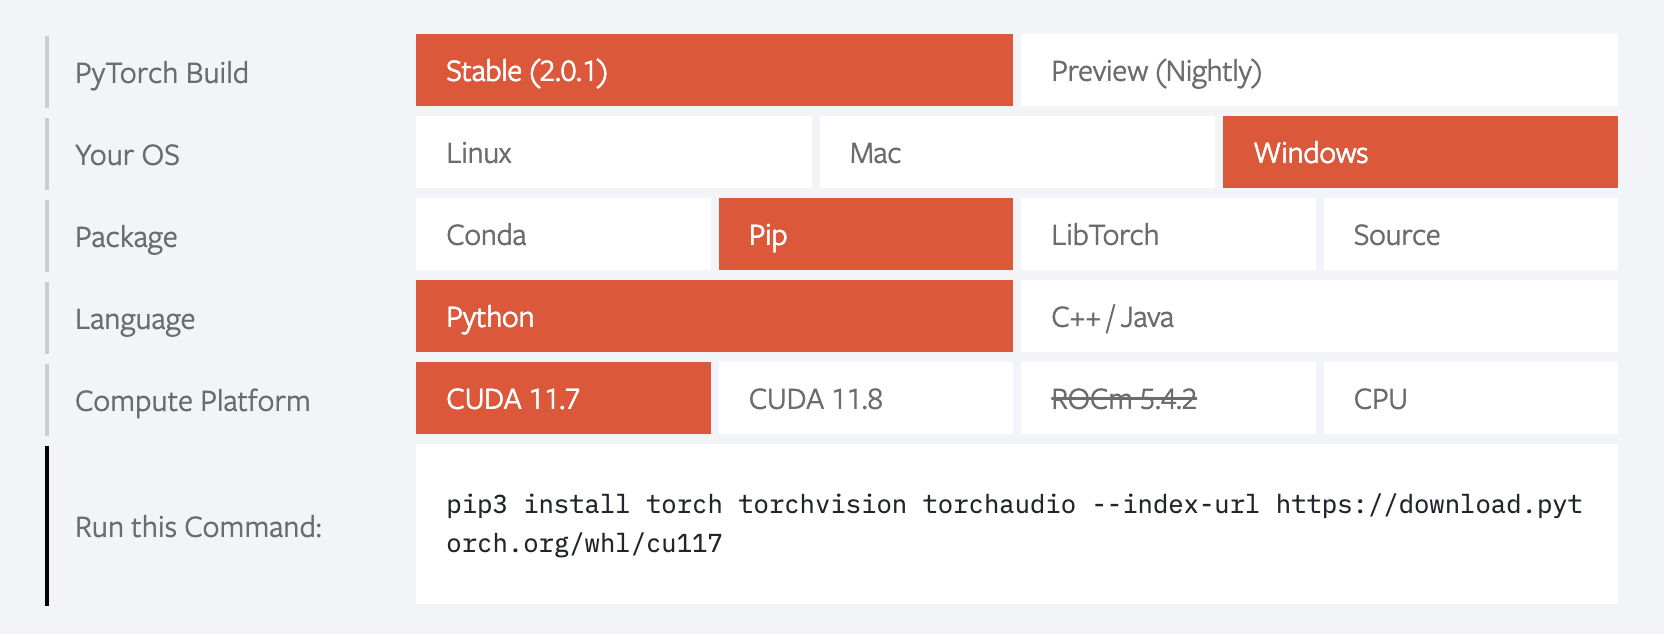 PyTorch Build
Stable (2.0.1)
Preview (Nightly)
Your OS
Linux
Mac
Windows
Package
Conda
Pip
LibTorch
Source
Language
Python
C++ / Java
Compute Platform
CUDA 11.7
CUDA 11.8
ROCm 5.4.2
CPU
Run this Command:
pip3 install torch torchvision torchaudio --index-url https://download.pyt
orch.org/whl/cu117